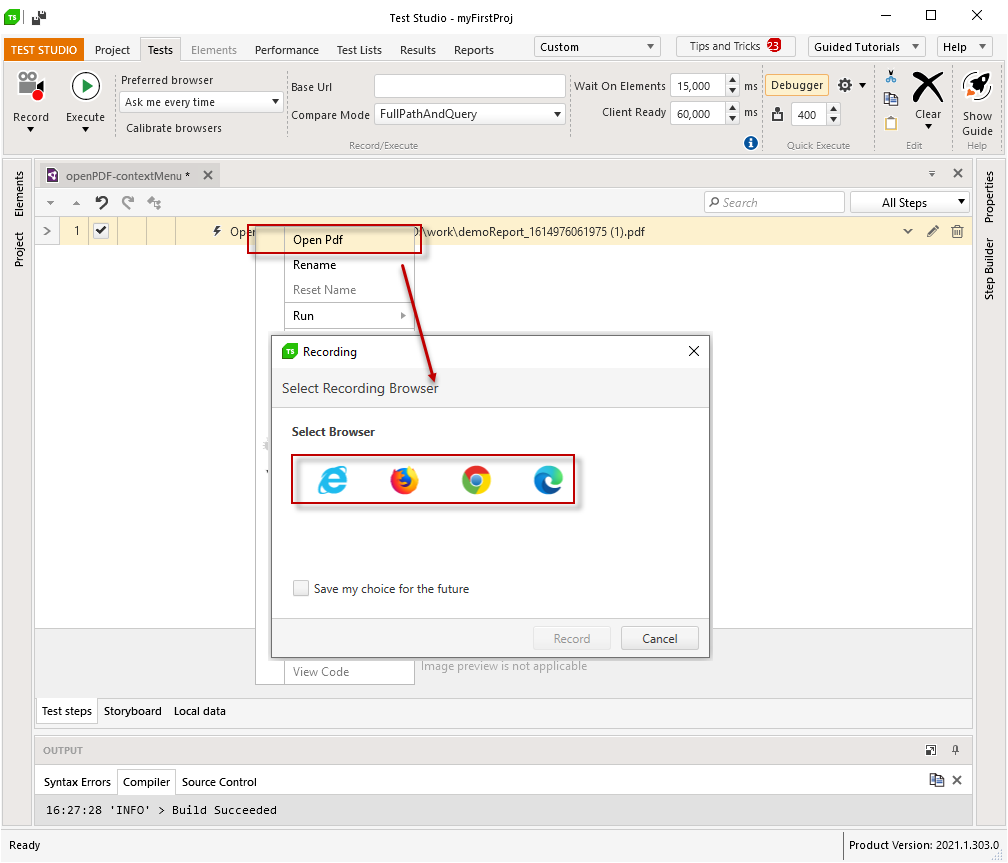 TS
Test Studio - myFirstProj
TEST STUDIO Project Tests Elements Performance Test Lists Results Reports Custom Tips and Tricks 23 Guided Tutorials Help
Record
Execute
Preferred browser
Ask me every time
Calibrate browsers
Base Url
Compare Mode FullPathAndQuery
Record/Execute
Wait On Elements 15,000 ms
Client Ready 60,000 ms
Debugger
400
Quick Execute
Clear
Edit
Show
Guide
Help
Elements
Project
openPDF-contextMenu *
Search All Steps
1 Open \work\demoReport_1614976061975 (1).pdf
Open Pdf
Rename
Reset Name
Run
TS Recording
Select Recording Browser
Select Browser
Save my choice for the future
Record Cancel
View Code
Image preview is not applicable
Properties
Step Builder
Test steps Storyboard Local data
OUTPUT
Syntax Errors Compiler Source Control
16:27:28 'INFO' > Build Succeeded
Ready Product Version: 2021.1.303.0